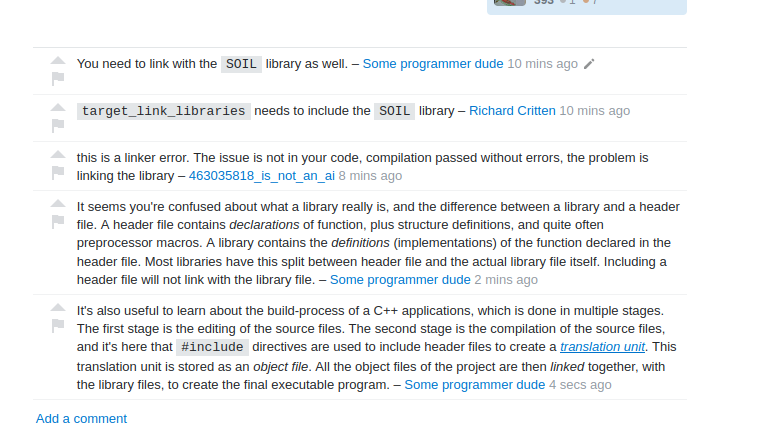 393 1 7
You need to link with the SOIL library as well. – Some programmer dude 10 mins ago
target_link_libraries needs to include the SOIL library – Richard Critten 10 mins ago
this is a linker error. The issue is not in your code, compilation passed without errors, the problem is
linking the library – 463035818_is_not_an_ai 8 mins ago
It seems you're confused about what a library really is, and the difference between a library and a header
file. A header file contains declarations of function, plus structure definitions, and quite often
preprocessor macros. A library contains the definitions (implementations) of the function declared in the
header file. Most libraries have this split between header file and the actual library file itself. Including a
header file will not link with the library file. – Some programmer dude 2 mins ago
It's also useful to learn about the build-process of a C++ applications, which is done in multiple stages.
The first stage is the editing of the source files. The second stage is the compilation of the source files,
and it's here that #include directives are used to include header files to create a translation unit. This
translation unit is stored as an object file. All the object files of the project are then linked together, with
the library files, to create the final executable program. – Some programmer dude 4 secs ago
Add a comment